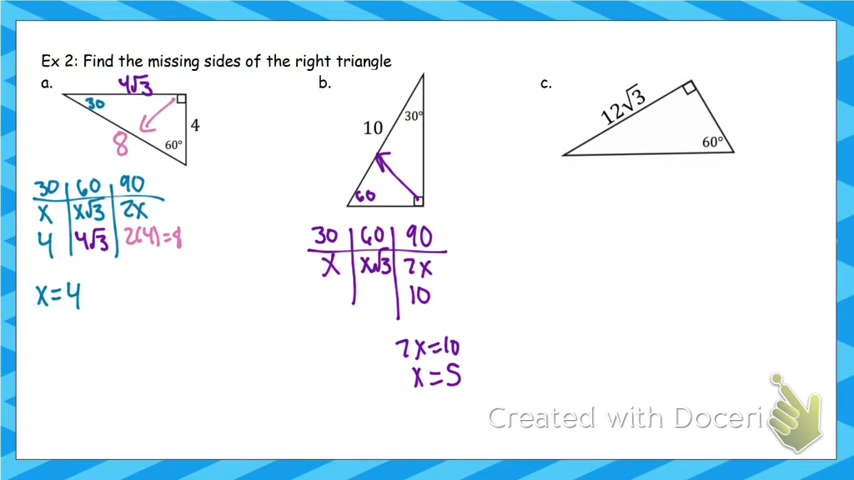 Ex 2: Find the missing sides of the right triangle
a.
4√3
30
4
8
60°
30 60 90
x x√3 2x
4 4√3 2(4)=8
x=4
b.
10
30°
60
30 60 90
x x√3 2x
10
2x=10
x=5
c.
12√3
60°
Created with Doceri